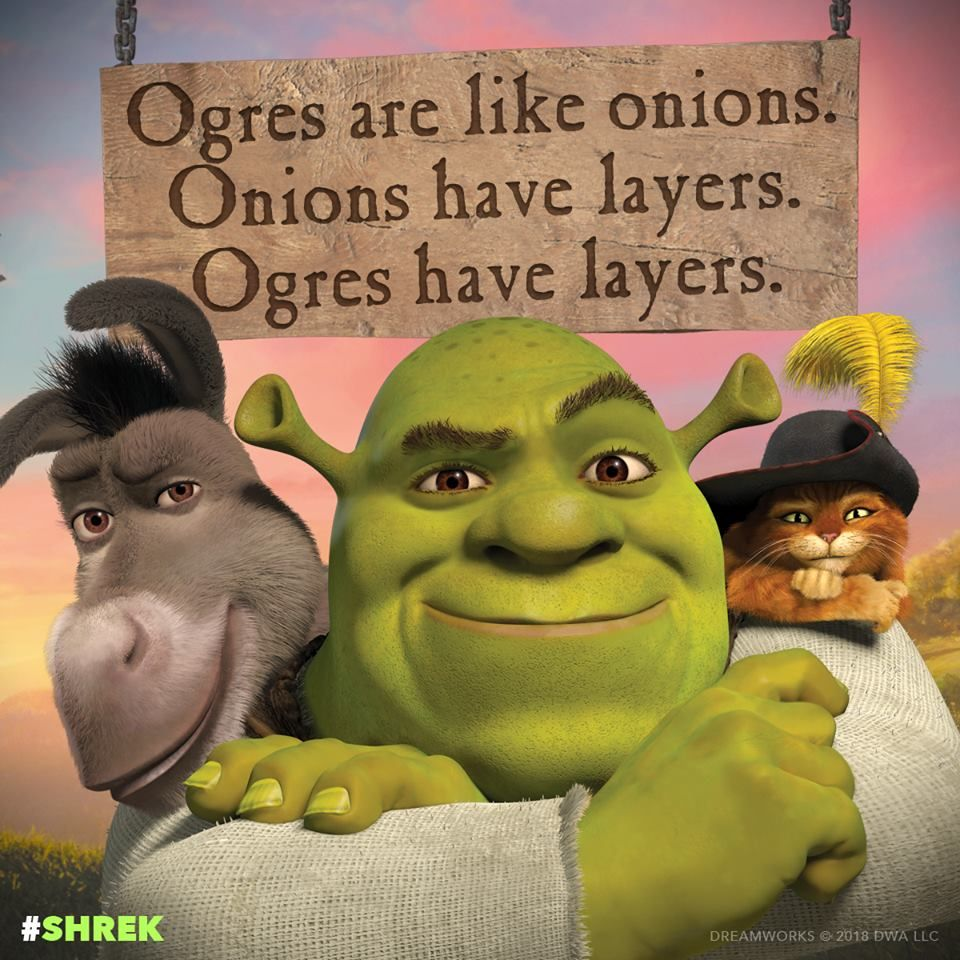 Ogres are like onions.
Onions have layers.
Ogres have layers.
#SHREK
DREAMWORKS © 2018 DWA LLC